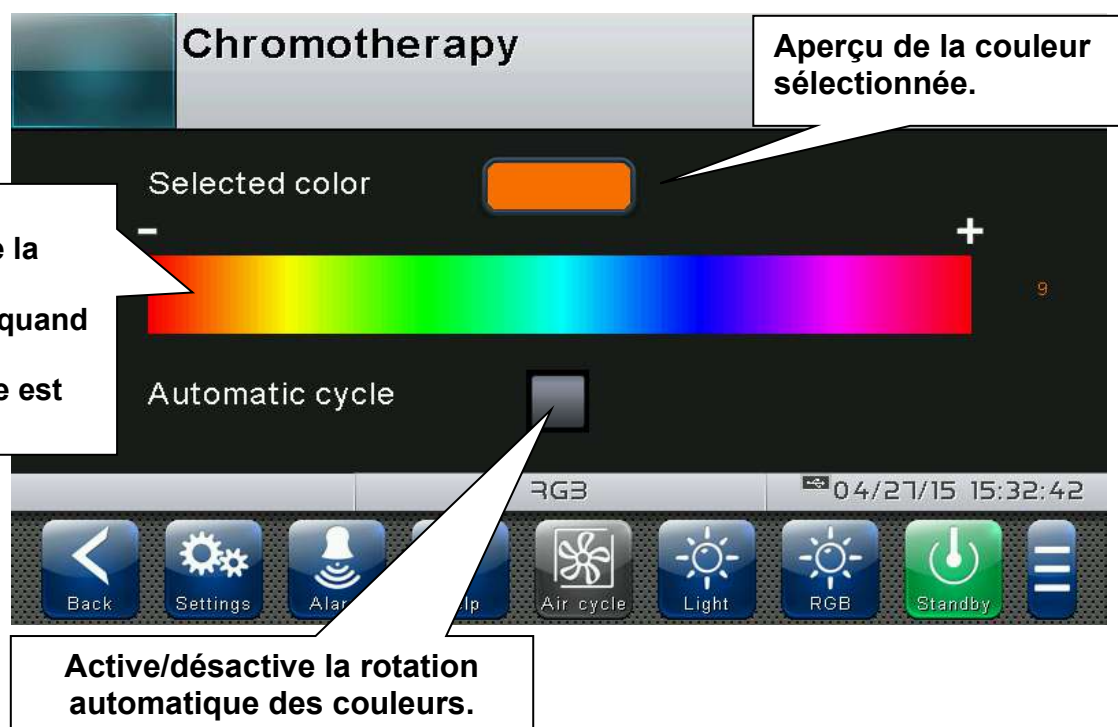 Chromotherapy
Aperçu de la couleur
sélectionnée.
Selected color
- +
la
quand
9
est
Automatic cycle
RGB 04/27/15 15:32:42
Back Settings Air cycle Light RGB Standby
Active/désactive la rotation
automatique des couleurs.